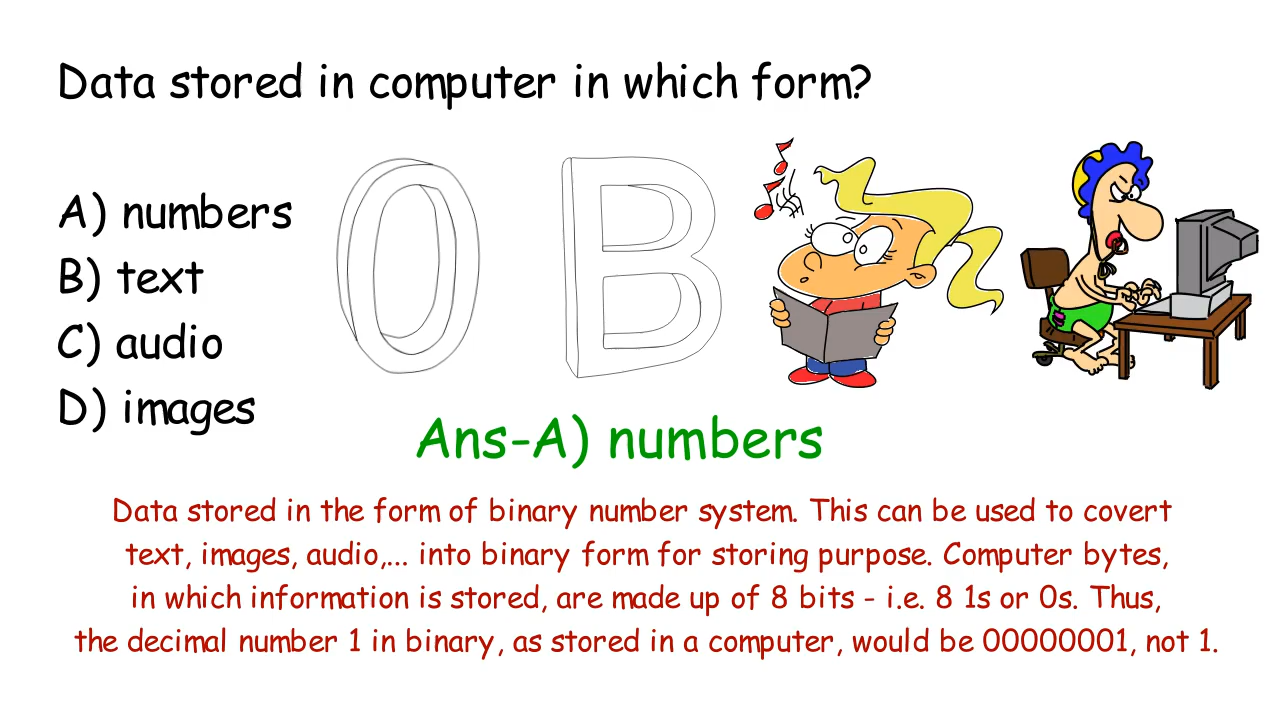 Data stored in computer in which form?
A) numbers
B) text
C) audio
D) images
0 B
Ans-A) numbers
Data stored in the form of binary number system. This can be used to covert
text, images, audio,... into binary form for storing purpose. Computer bytes,
in which information is stored, are made up of 8 bits - i.e. 8 1s or 0s. Thus,
the decimal number 1 in binary, as stored in a computer, would be 00000001, not 1.